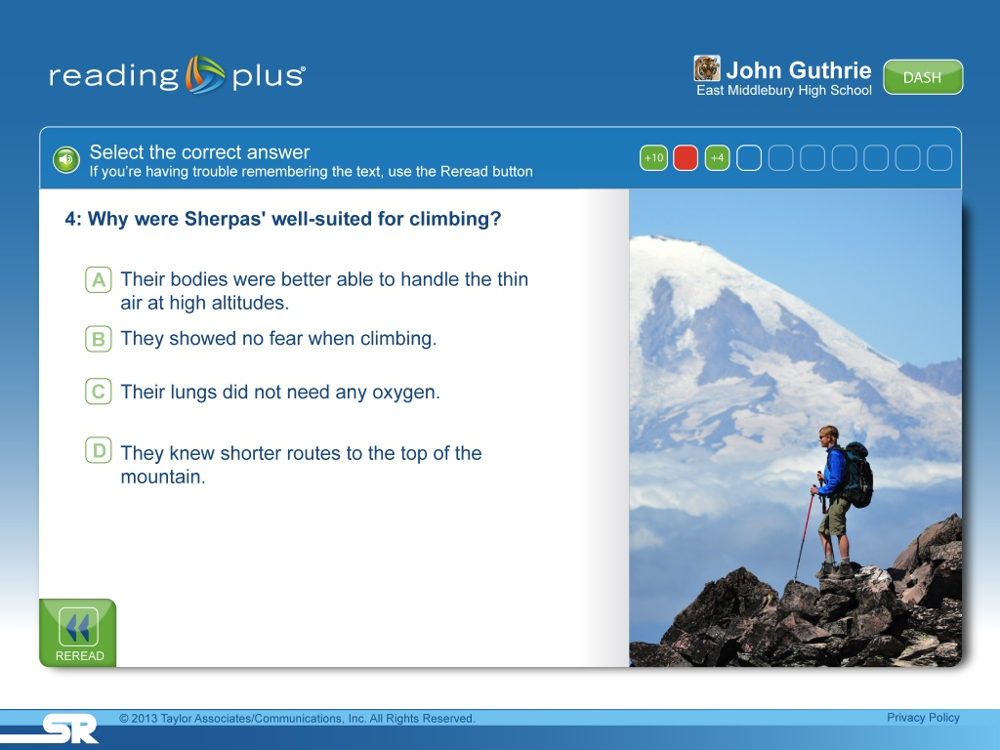 reading plus®
John Guthrie
East Middlebury High School
DASH
Select the correct answer
If you're having trouble remembering the text, use the Reread button
+10
+4
4: Why were Sherpas' well-suited for climbing?
A Their bodies were better able to handle the thin
air at high altitudes.
B They showed no fear when climbing.
C Their lungs did not need any oxygen.
D They knew shorter routes to the top of the
mountain.
REREAD
SR
© 2013 Taylor Associates/Communications, Inc. All Rights Reserved.
Privacy Policy